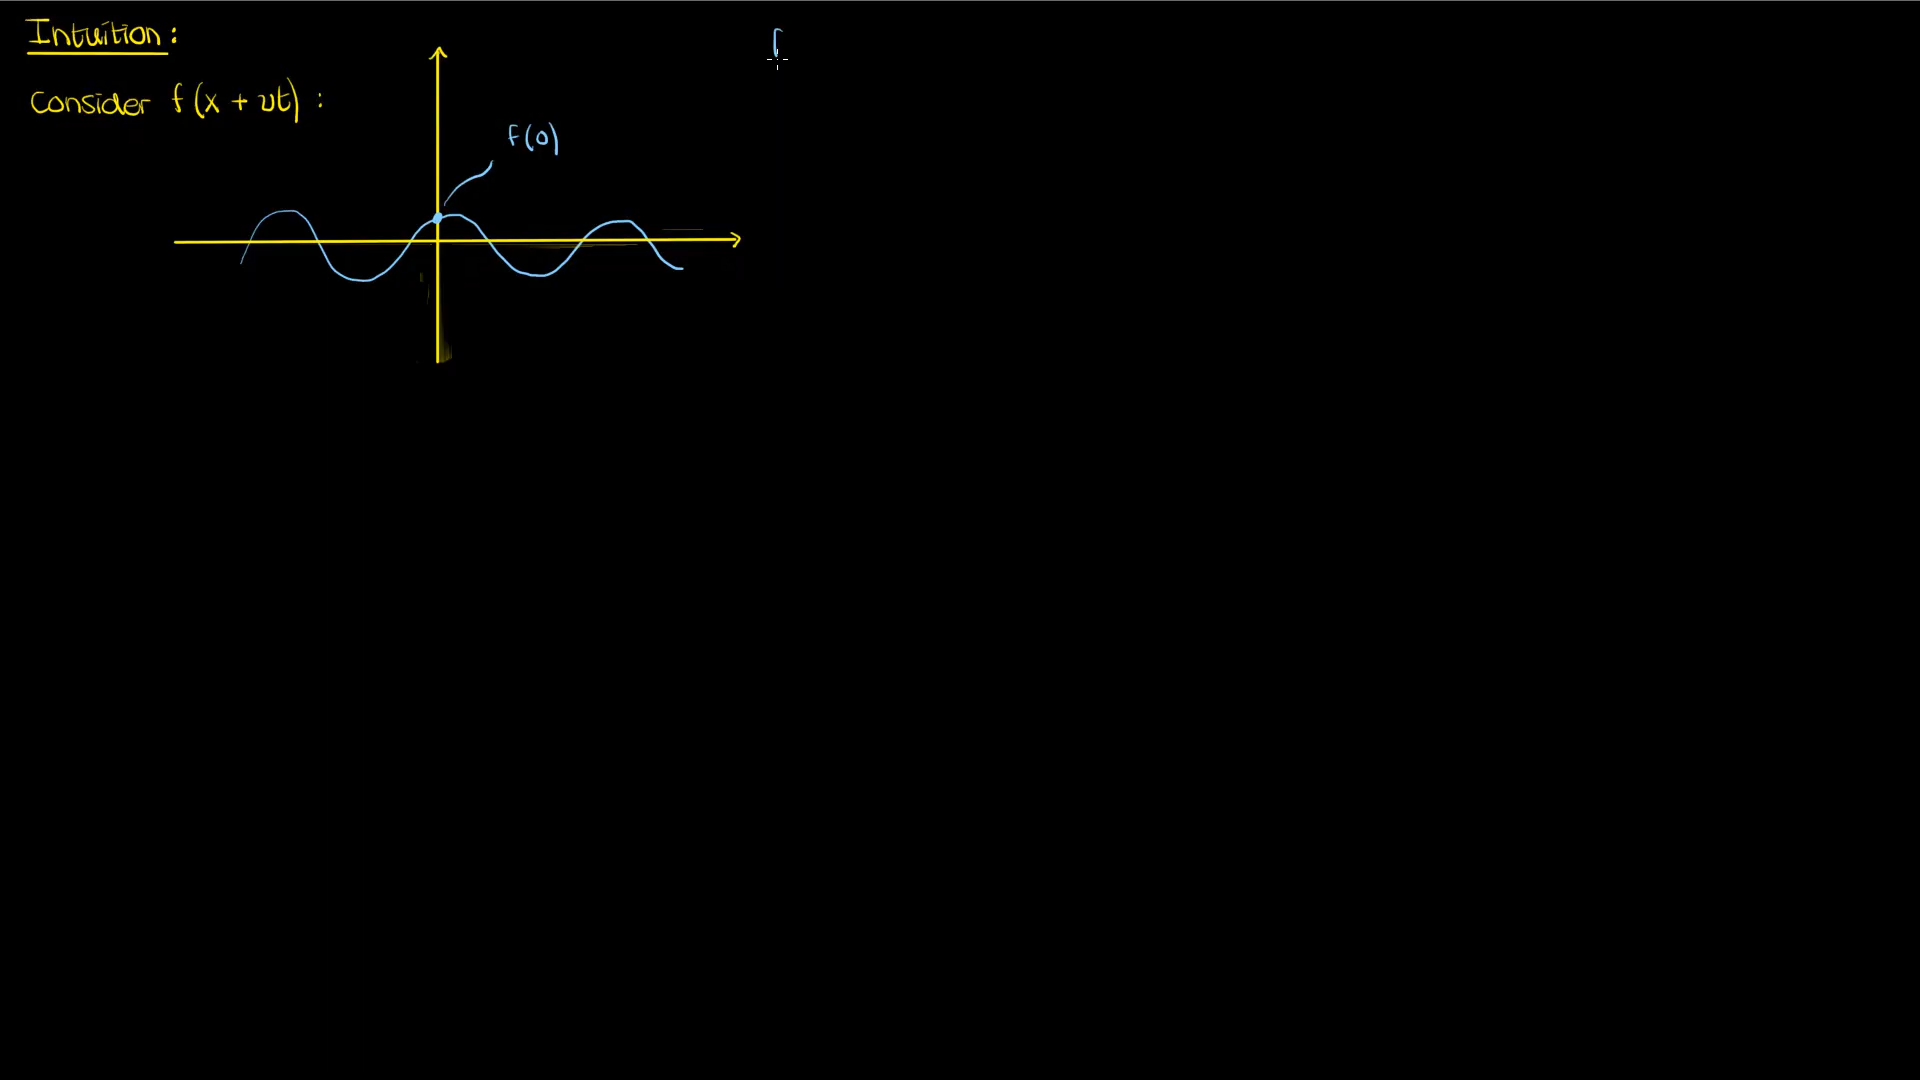 Intuition:
Consider f(x + vt) :
f(0)